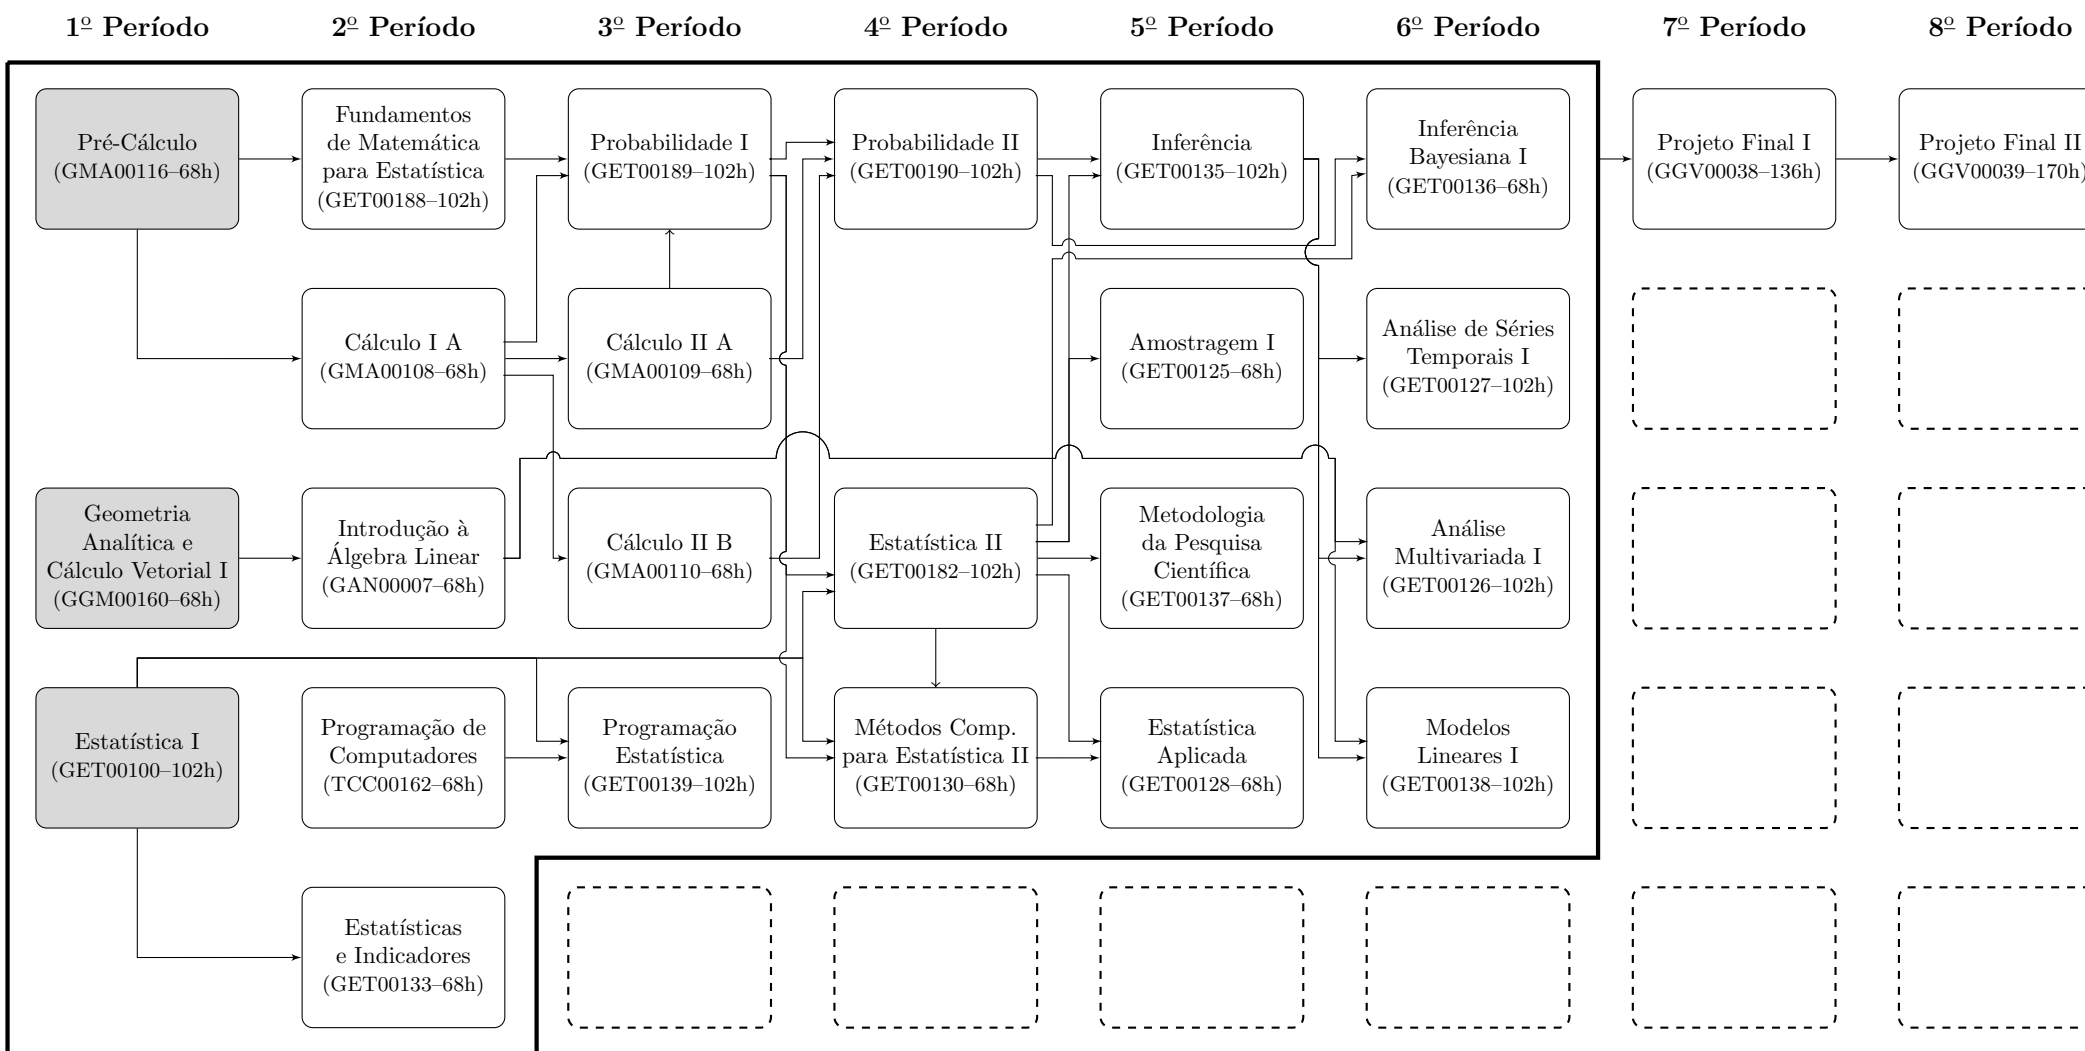 1º Período
2º Período
3º Período
4º Período
5º Período
6º Período
7º Período
8º Período
Pré-Cálculo
(GMA00116–68h)
Fundamentos
de Matemática
para Estatística
(GET00188–102h)
Probabilidade I
(GET00189–102h)
Probabilidade II
(GET00190–102h)
Inferência
(GET00135–102h)
Inferência
Bayesiana I
(GET00136–68h)
Projeto Final I
(GGV00038–136h)
Projeto Final II
(GGV00039–170h)
Cálculo I A
(GMA00108–68h)
Cálculo II A
(GMA00109–68h)
Amostragem I
(GET00125–68h)
Análise de Séries
Temporais I
(GET00127–102h)
Geometria
Analítica e
Cálculo Vetorial I
(GGM00160–68h)
Introdução à
Álgebra Linear
(GAN00007–68h)
Cálculo II B
(GMA00110–68h)
Estatística II
(GET00182–102h)
Metodologia
da Pesquisa
Científica
(GET00137–68h)
Análise
Multivariada I
(GET00126–102h)
Estatística I
(GET00100–102h)
Programação de
Computadores
(TCC00162–68h)
Programação
Estatística
(GET00139–102h)
Métodos Comp.
para Estatística II
(GET00130–68h)
Estatística
Aplicada
(GET00128–68h)
Modelos
Lineares I
(GET00138–102h)
Estatísticas
e Indicadores
(GET00133–68h)